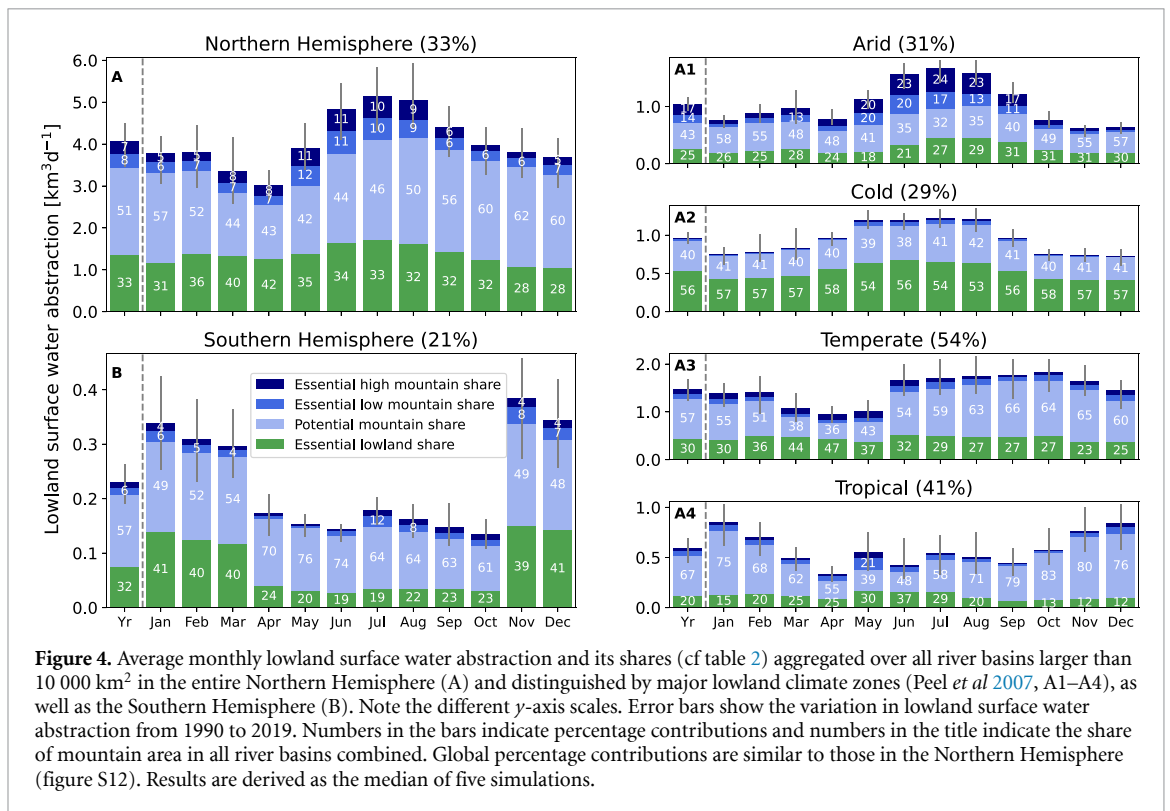 Northern Hemisphere (33%)
A
6.0
5.0
4.0
3.0
2.0
1.0
0.0
Lowland surface water abstraction [km³d⁻¹]
7 5 5 8 8 11 11 10 9 6 6 6 5
8 6 7 7 7 12 11 10 9 6 6 7
51 57 52 44 43 42 44 46 50 56 60 62 60
33 31 36 40 42 35 34 33 32 32 32 28 28
Southern Hemisphere (21%)
B
0.4
0.3
0.2
0.1
0.0
Essential high mountain share
Essential low mountain share
Potential mountain share
Essential lowland share
4 4 4
6 6 5 4 12 8 8 7
57 49 52 54 70 76 74 64 64 63 61 49 48
32 41 40 40 24 20 19 19 22 23 23 39 41
Yr Jan Feb Mar Apr May Jun Jul Aug Sep Oct Nov Dec
Arid (31%)
A1
1.0
0.0
17 20 23 24 23 17
14 13 20 20 17 13 11
43 58 55 48 48 41 35 32 35 40 49 55 57
25 26 25 28 24 18 21 27 29 31 31 31 30
Cold (29%)
A2
1.0
0.5
0.0
40 41 41 40 40 39 38 41 42 41 40 41 41
56 57 57 57 58 54 56 54 53 56 58 57 57
Temperate (54%)
A3
2.0
1.0
0.0
57 55 51 38 36 43 54 59 63 66 64 65 60
30 30 36 44 47 37 32 29 27 27 27 23 25
Tropical (41%)
A4
1.0
0.5
0.0
21
67 75 68 62 55 39 48 58 71 79 83 80 76
20 15 20 25 25 30 37 29 20 13 12 12
Yr Jan Feb Mar Apr May Jun Jul Aug Sep Oct Nov Dec
Figure 4. Average monthly lowland surface water abstraction and its shares (cf table 2) aggregated over all river basins larger than
10 000 km² in the entire Northern Hemisphere (A) and distinguished by major lowland climate zones (Peel et al 2007, A1–A4), as
well as the Southern Hemisphere (B). Note the different y-axis scales. Error bars show the variation in lowland surface water
abstraction from 1990 to 2019. Numbers in the bars indicate percentage contributions and numbers in the title indicate the share
of mountain area in all river basins combined. Global percentage contributions are similar to those in the Northern Hemisphere
(figure S12). Results are derived as the median of five simulations.